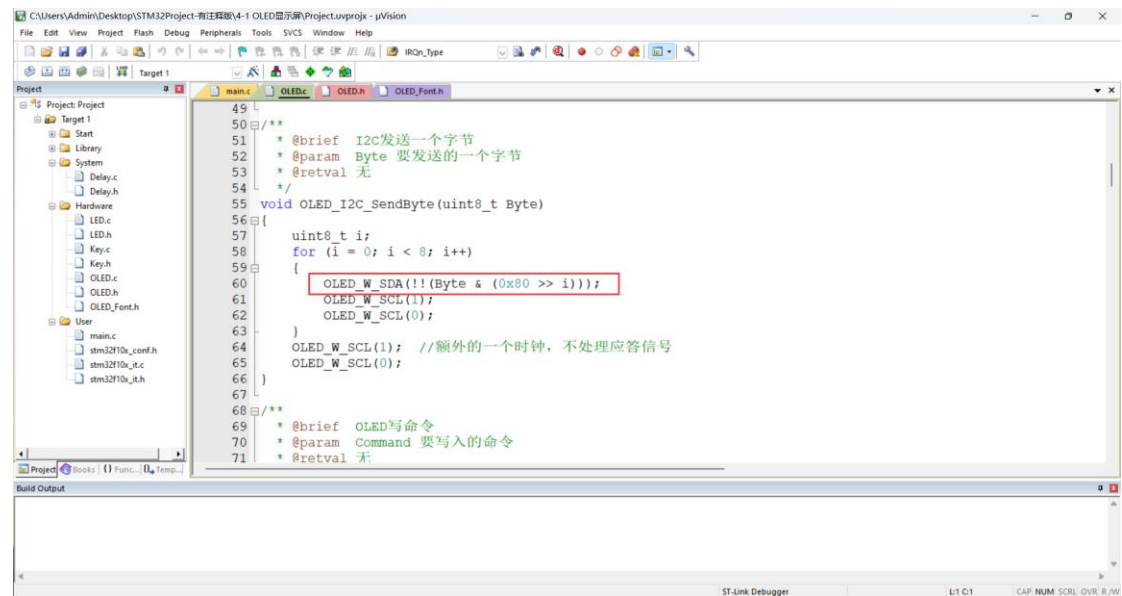 C:\Users\Admin\Desktop\STM32Project-有注释版\4-1 OLED显示屏\Project.uvprojx - µVision
File Edit View Project Flash Debug Peripherals Tools SVCS Window Help
IRQn_Type
Target 1
Project
main.c OLED.c OLED.h OLED_Font.h
Project: Project
Target 1
Start
Library
System
Delay.c
Delay.h
Hardware
LED.c
LED.h
Key.c
Key.h
OLED.c
OLED.h
OLED_Font.h
User
main.c
stm32f10x_conf.h
stm32f10x_it.c
stm32f10x_it.h
Project Books {} Func... Temp...
49
50 /**
51 * @brief I2C发送一个字节
52 * @param Byte 要发送的一个字节
53 * @retval 无
54 */
55 void OLED_I2C_SendByte(uint8_t Byte)
56 {
57 uint8_t i;
58 for (i = 0; i < 8; i++)
59 {
60 OLED_W_SDA(!!(Byte & (0x80 >> i)));
61 OLED_W_SCL(1);
62 OLED_W_SCL(0);
63 }
64 OLED_W_SCL(1); //额外的一个时钟，不处理应答信号
65 OLED_W_SCL(0);
66 }
67
68 /**
69 * @brief OLED写命令
70 * @param Command 要写入的命令
71 * @retval 无
Build Output
ST-Link Debugger L:1 C:1 CAP NUM SCRL OVR R/W